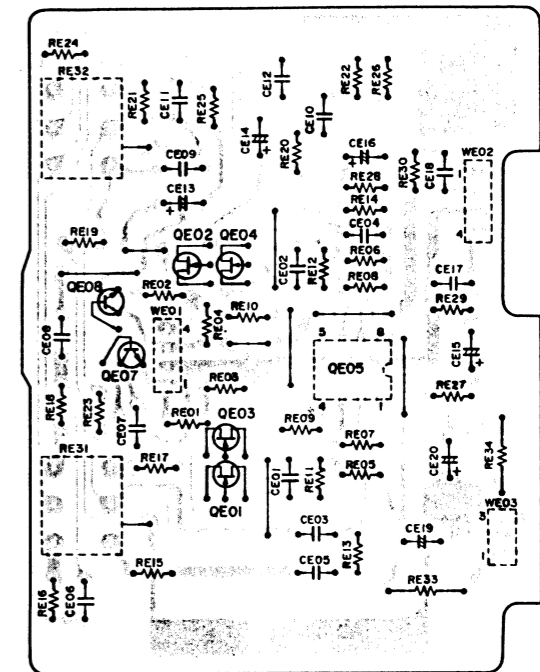 RE24
RE32
RE21
CE11
RE25
CE12
RE22
RE26
CE10
CE14
RE20
CE16
RE30
CE18
WE02
1
4
CE09
CE13
+
+
+
RE28
RE14
CE04
RE06
RE08
RE19
QE02
QE04
CE02
RE12
CE17
RE29
QE08
RE02
WE01
4
1
RE04
RE10
5
8
QE05
4
1
CE08
QE07
CE15
+
RE18
RE23
RE08
RE27
CE07
RE01
QE03
RE09
RE07
RE31
RE17
CE01
RE11
RE05
CE20
+
RE34
QE01
WE03
3
1
CE03
CE19
+
RE15
CE05
RE13
RE16
CE06
RE33